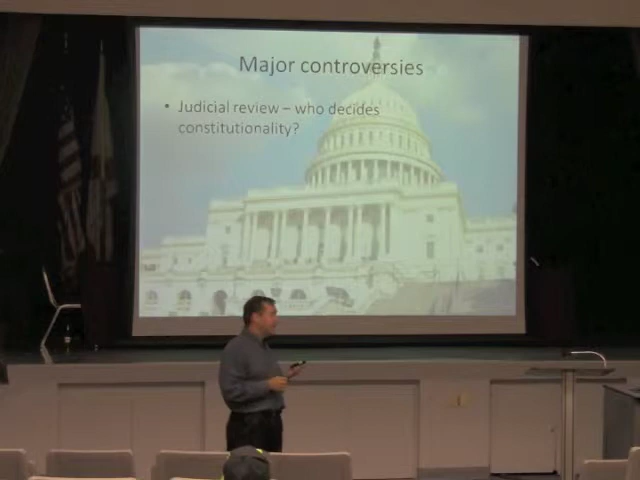 Major controversies
• Judicial review – who decides
constitutionality?